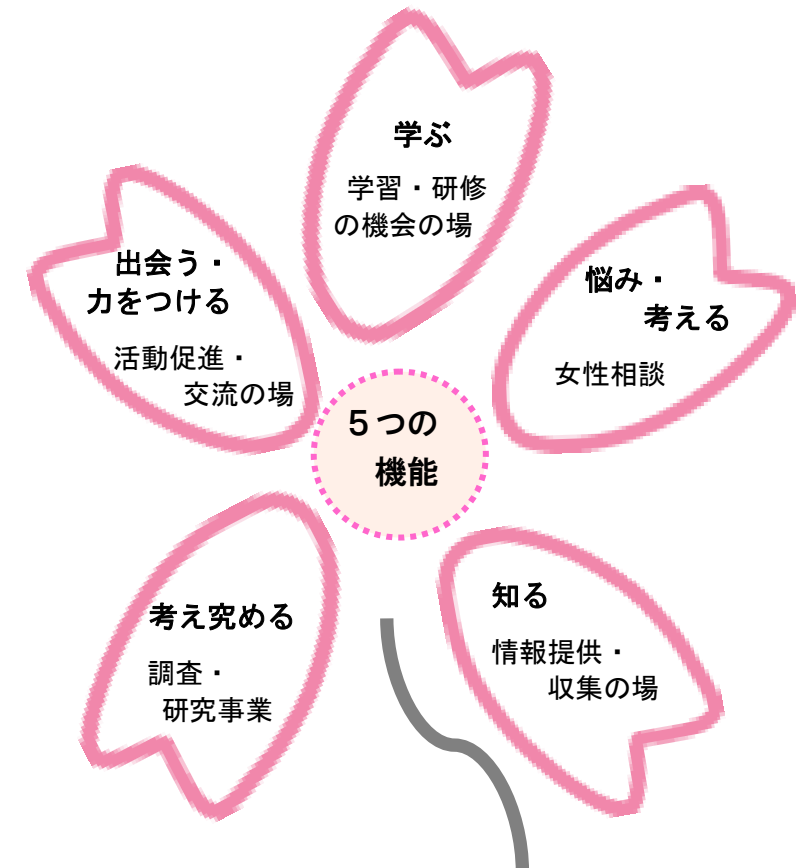 学ぶ
学習・研修
の機会の場
出会う・
力をつける
活動促進・
交流の場
悩み・
考える
女性相談
５つの
機能
考え究める
調査・
研究事業
知る
情報提供・
収集の場